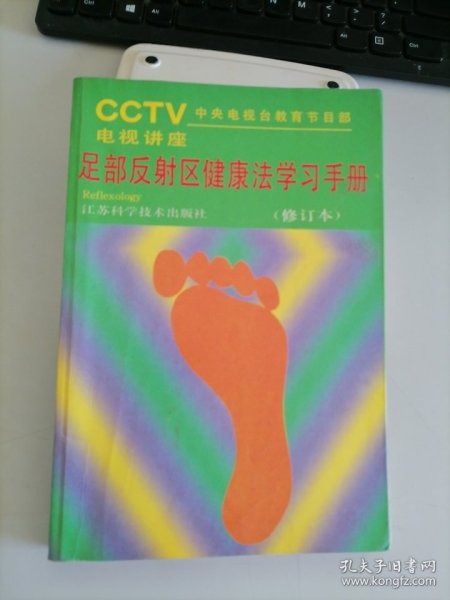 CCTV 中央电视台教育节目部
电视讲座
足部反射区健康法学习手册
Reflexology
江苏科学技术出版社 (修订本)
孔夫子旧书网
www.kongfz.com